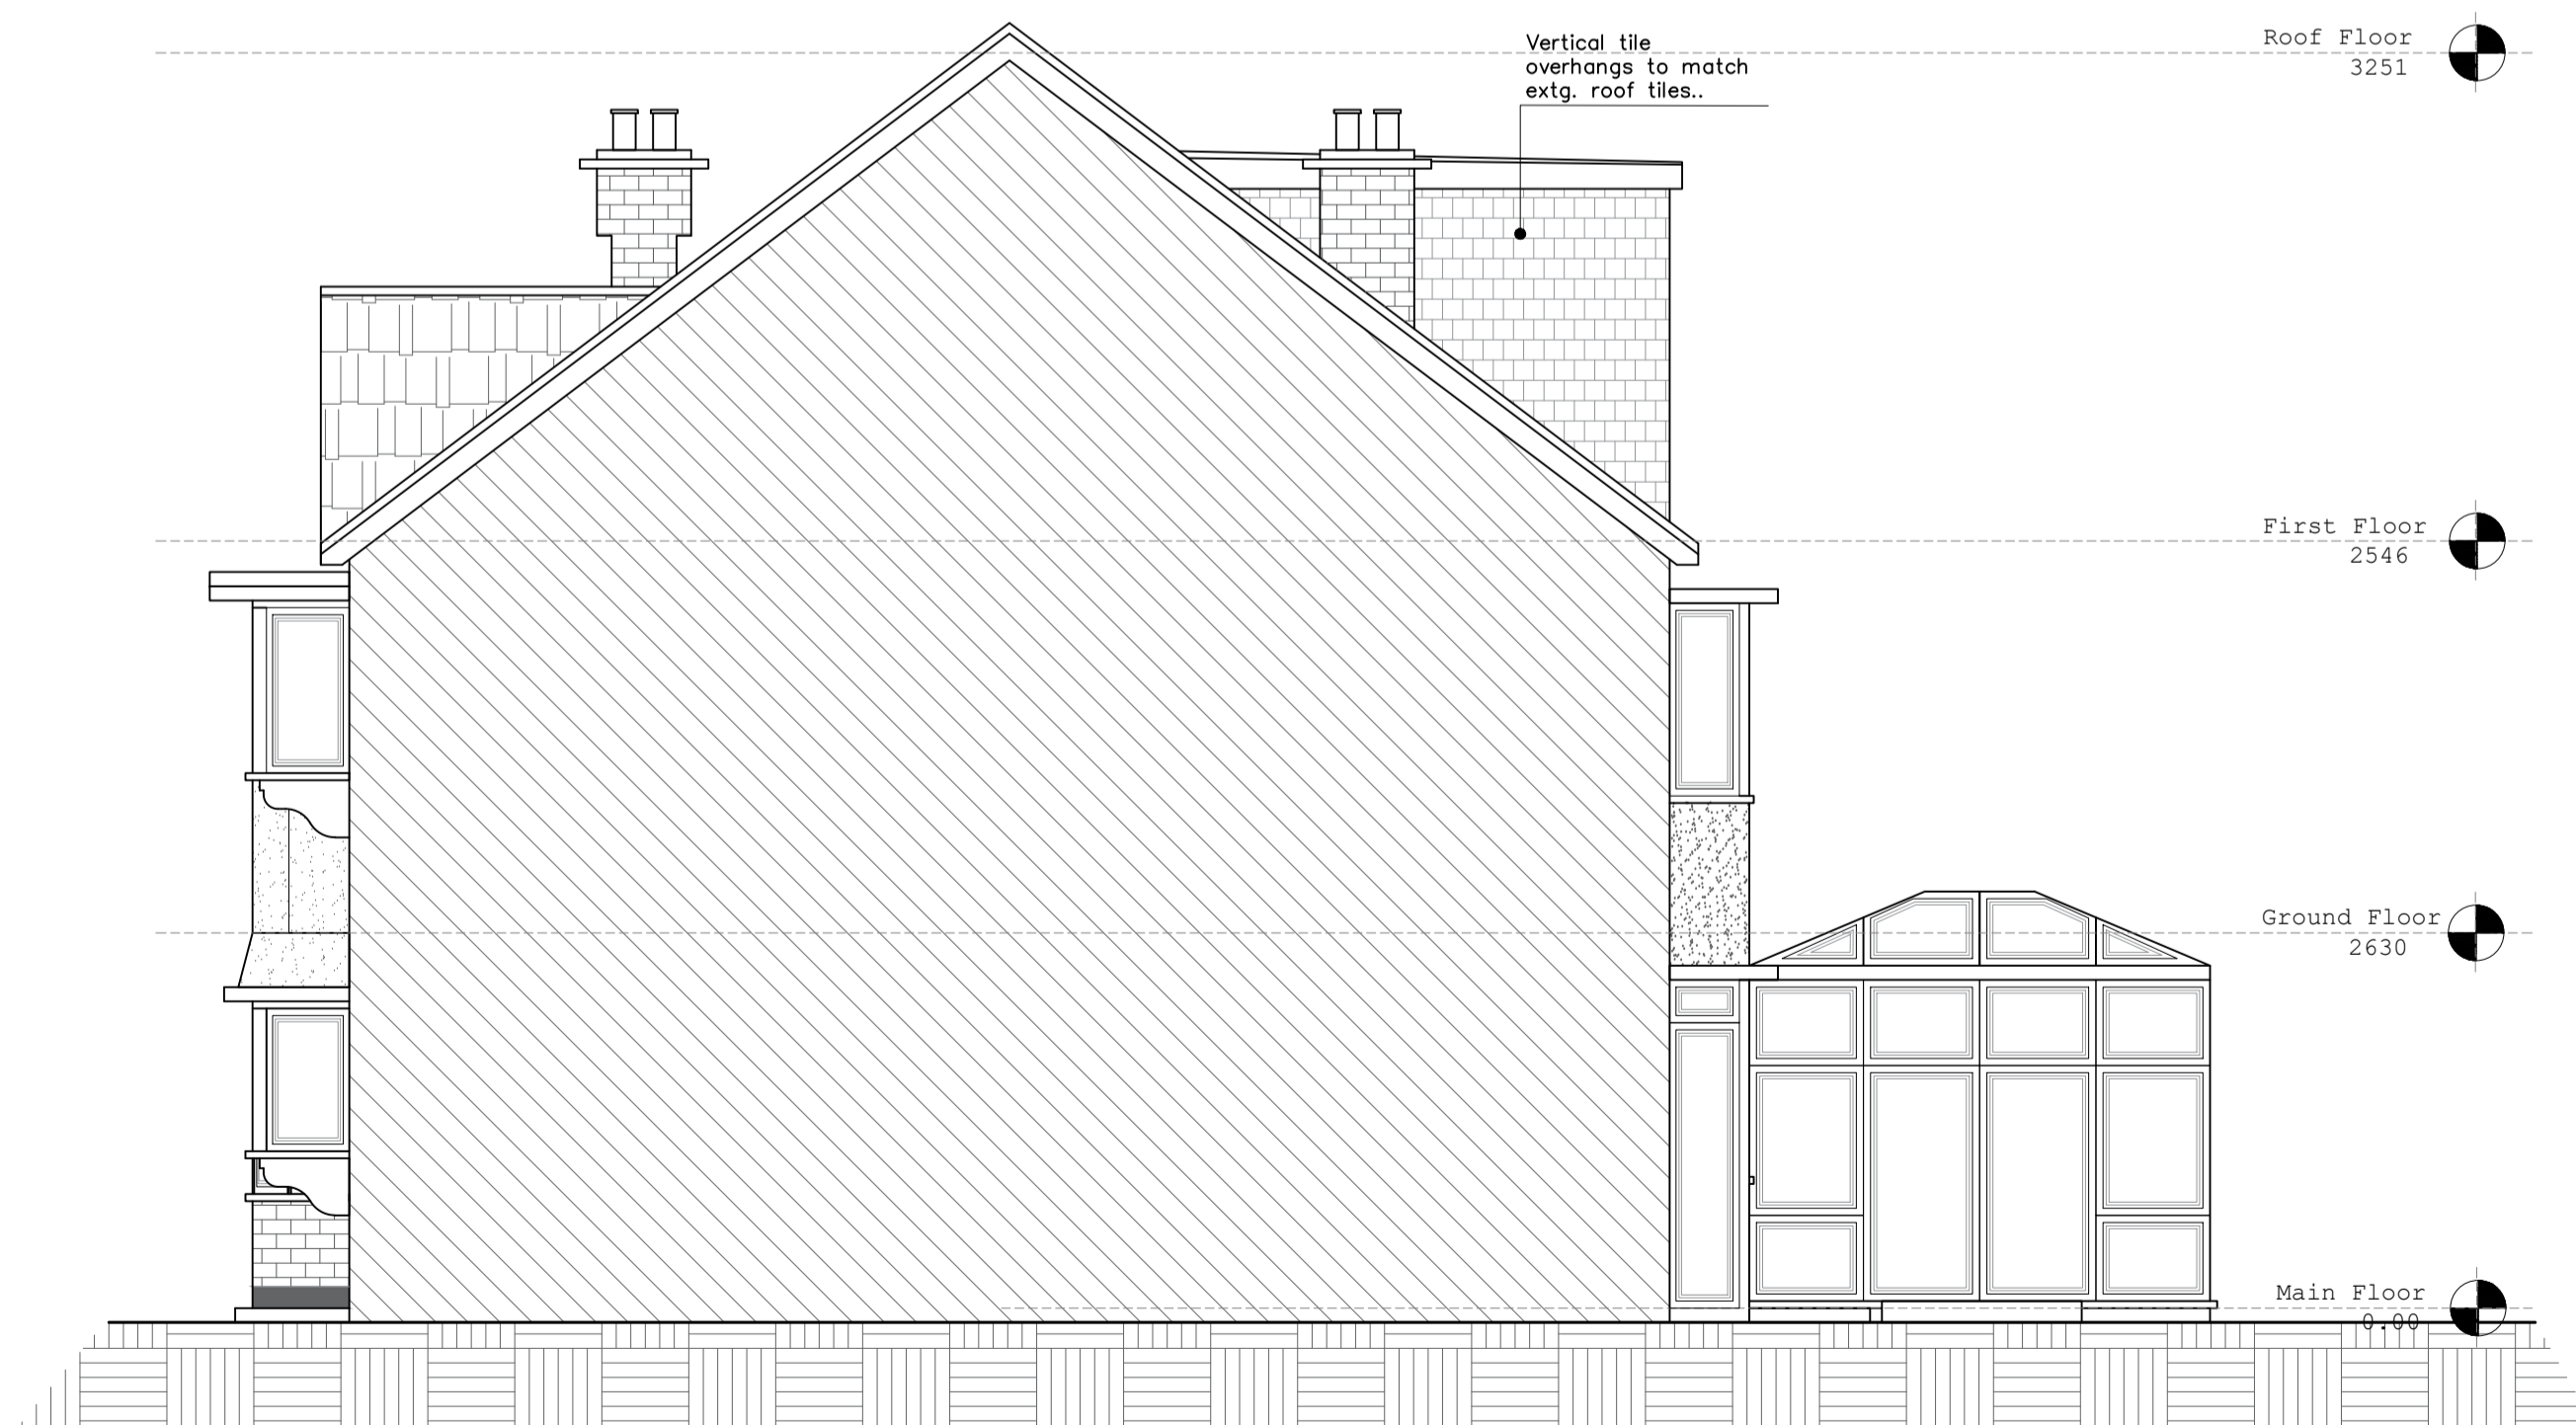 Vertical tile
overhangs to match
extg. roof tiles..
Roof Floor
3251
First Floor
2546
Ground Floor
2630
Main Floor
0.00